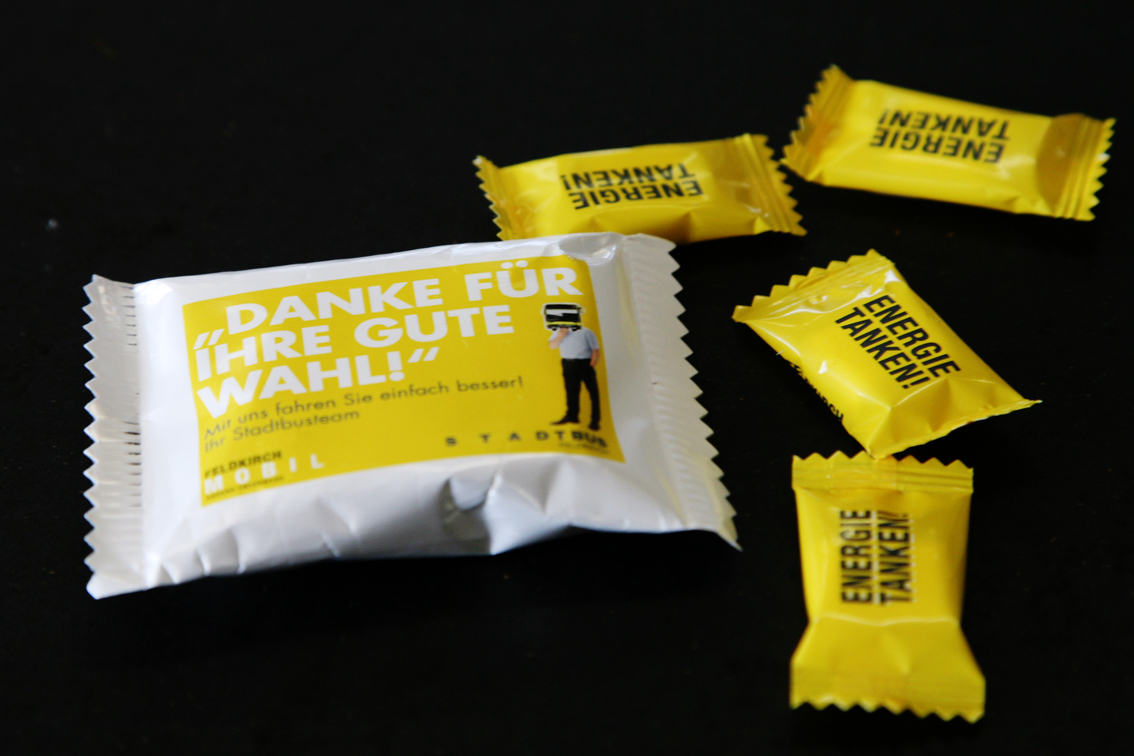 „DANKE FÜR
IHRE GUTE
WAHL!“
Mit uns fahren Sie einfach besser!
Ihr Stadtbusteam
FELDKIRCH
MOBIL
STADTBUS
ENERGIE
TANKEN!
ENERGIE
TANKEN!
ENERGIE
TANKEN!
ENERGIE
TANKEN!